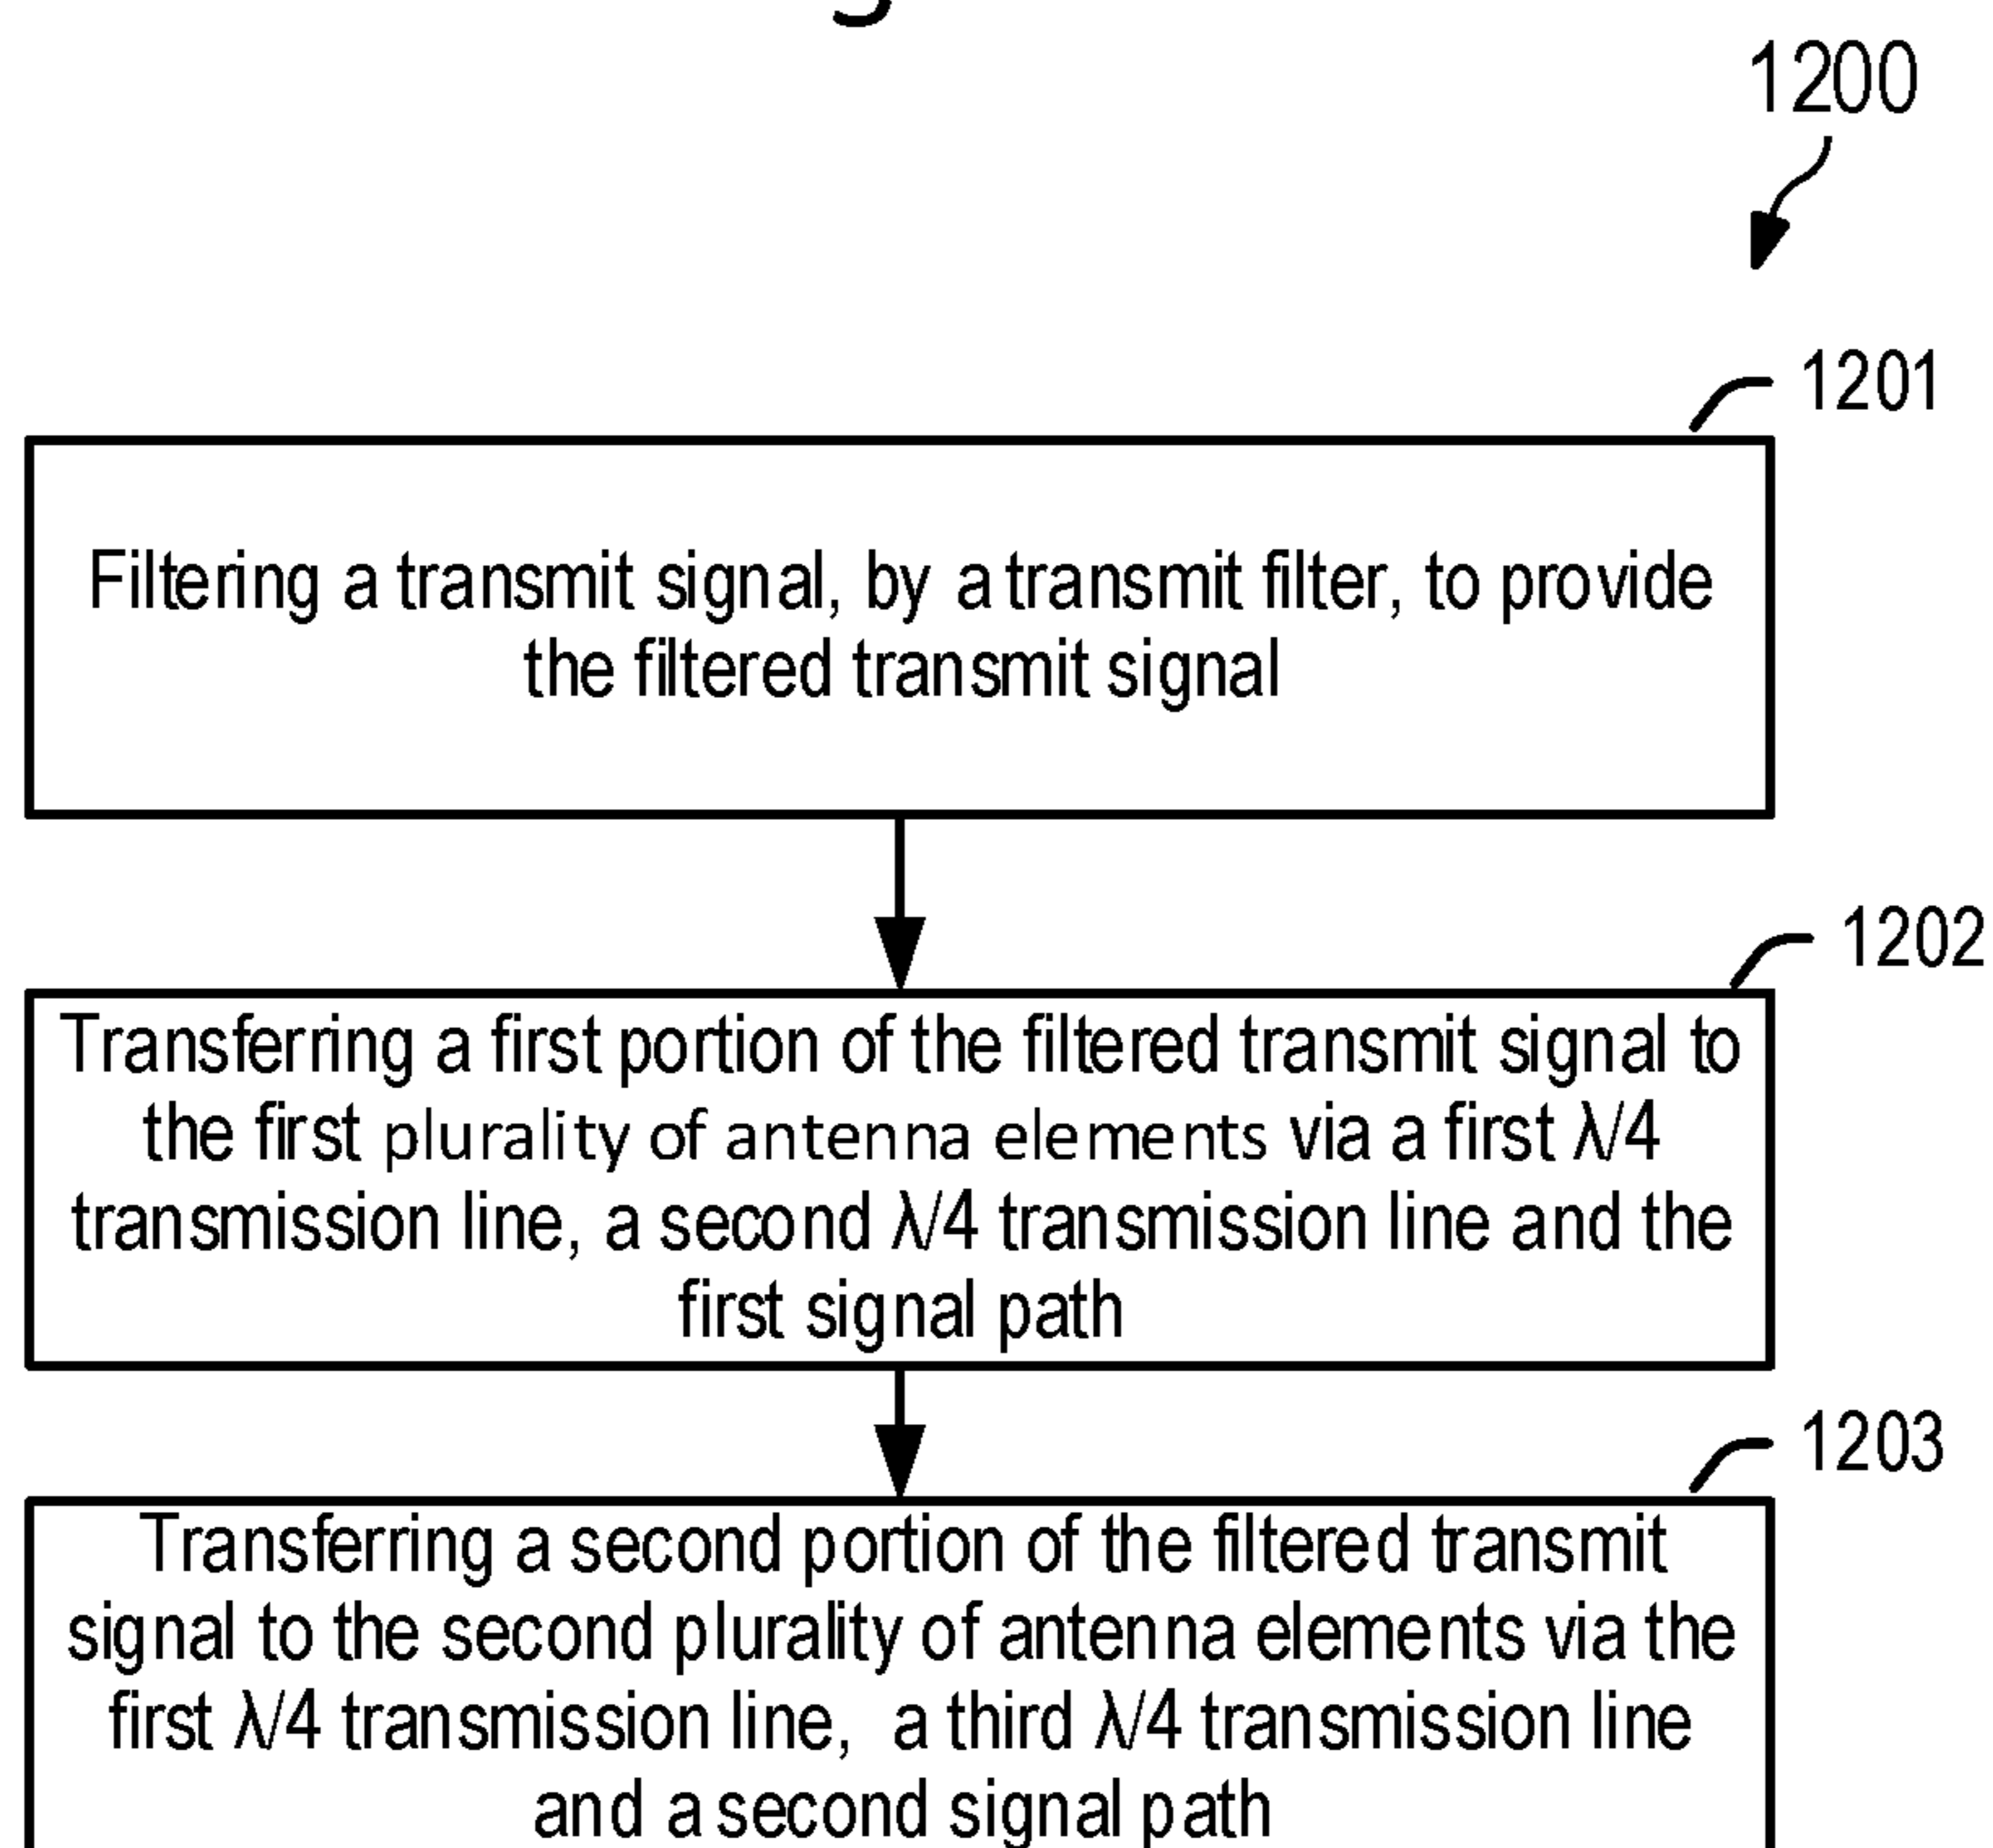 1200
1201
Filtering a transmit signal, by a transmit filter, to provide
the filtered transmit signal
1202
Transferring a first portion of the filtered transmit signal to
the first plurality of antenna elements via a first λ/4
transmission line, a second λ/4 transmission line and the
first signal path
1203
Transferring a second portion of the filtered transmit
signal to the second plurality of antenna elements via the
first λ/4 transmission line, a third λ/4 transmission line
and a second signal path